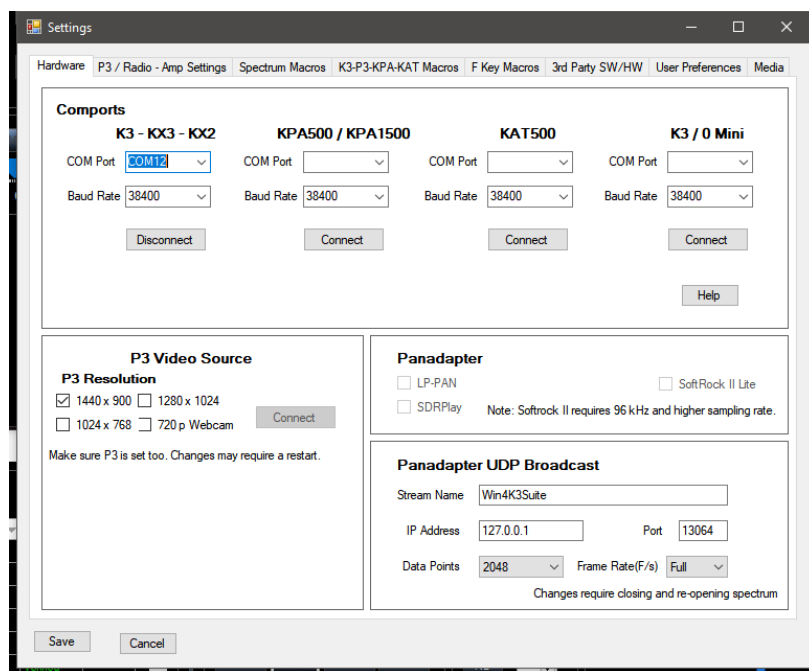 Settings
Hardware P3 / Radio - Amp Settings Spectrum Macros K3-P3-KPA-KAT Macros F Key Macros 3rd Party SW/HW User Preferences Media
Comports
K3 - KX3 - KX2 KPA500 / KPA1500 KAT500 K3 / 0 Mini
COM Port COM12 COM Port COM Port COM Port
Baud Rate 38400 Baud Rate 38400 Baud Rate 38400 Baud Rate 38400
Disconnect Connect Connect Connect
Help
P3 Video Source
P3 Resolution
1440 x 900 1280 x 1024
1024 x 768 720 p Webcam
Connect
Make sure P3 is set too. Changes may require a restart.
Panadapter
LP-PAN SoftRock II Lite
SDRPlay Note: Softrock II requires 96 kHz and higher sampling rate.
Panadapter UDP Broadcast
Stream Name Win4K3Suite
IP Address 127.0.0.1 Port 13064
Data Points 2048 Frame Rate(F/s) Full
Changes require closing and re-opening spectrum
Save Cancel